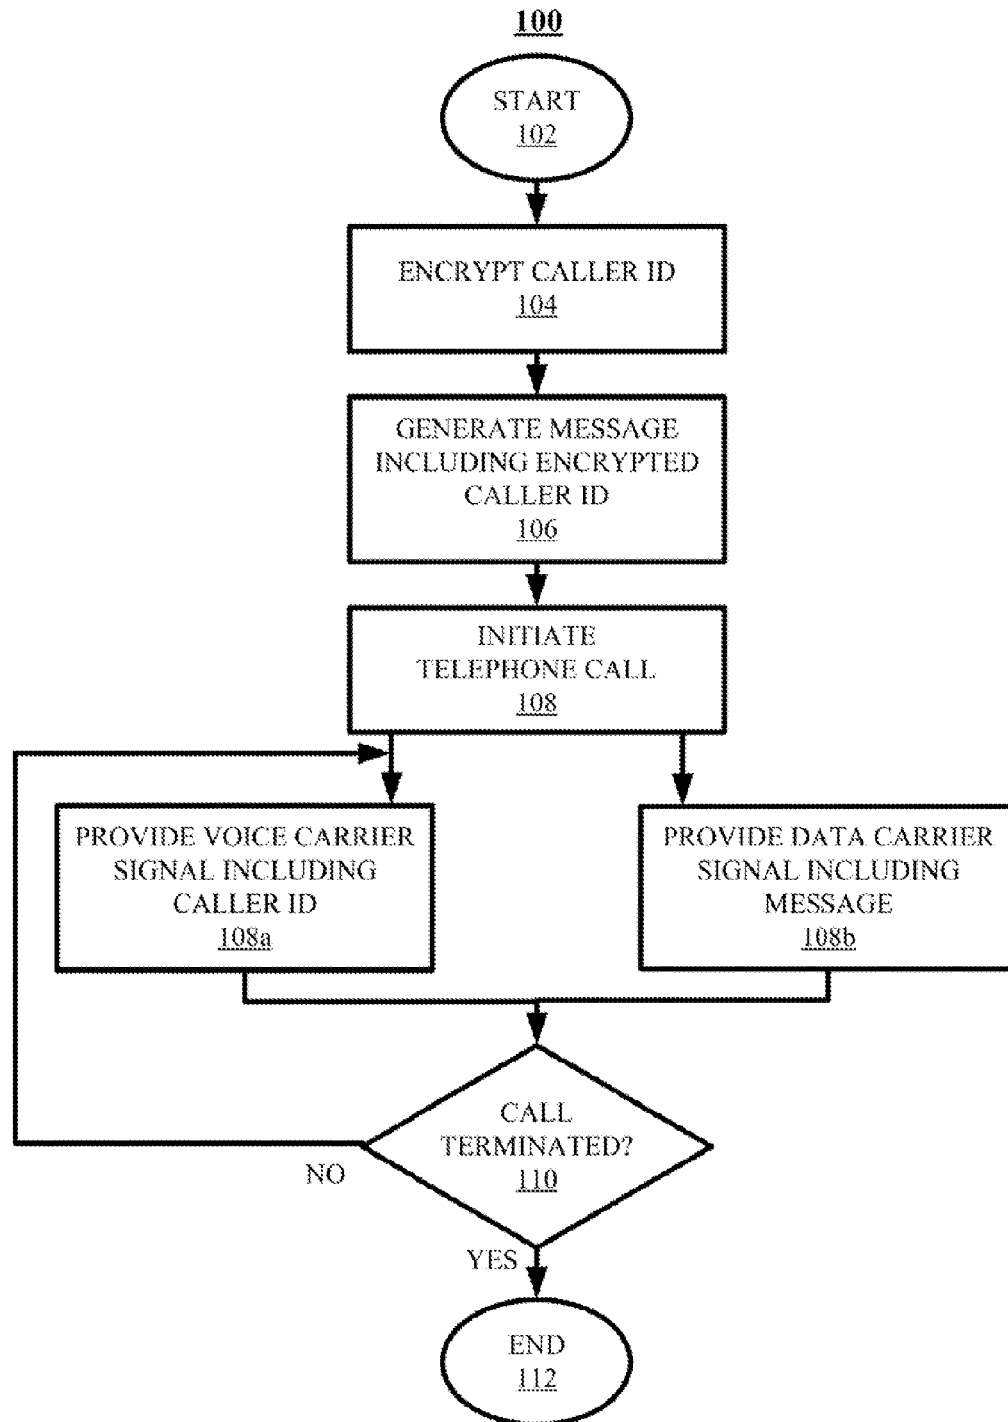 100
START
102
ENCRYPT CALLER ID
104
GENERATE MESSAGE
INCLUDING ENCRYPTED
CALLER ID
106
INITIATE
TELEPHONE CALL
108
PROVIDE VOICE CARRIER
SIGNAL INCLUDING
CALLER ID
108a
PROVIDE DATA CARRIER
SIGNAL INCLUDING
MESSAGE
108b
CALL
TERMINATED?
110
NO
YES
END
112